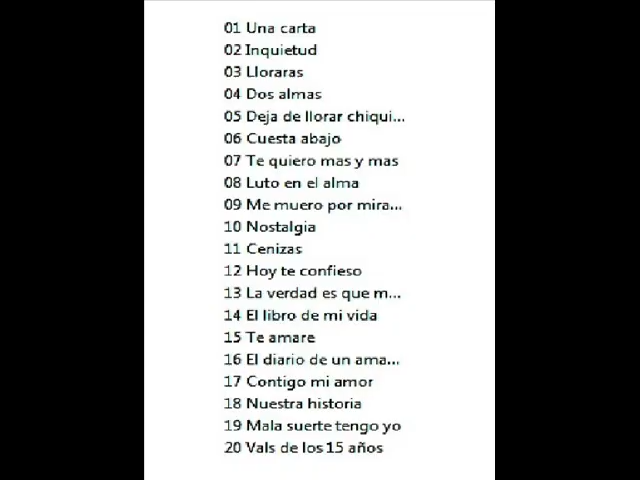 01 Una carta
02 Inquietud
03 Lloraras
04 Dos almas
05 Deja de llorar chiqui...
06 Cuesta abajo
07 Te quiero mas y mas
08 Luto en el alma
09 Me muero por mira...
10 Nostalgia
11 Cenizas
12 Hoy te confieso
13 La verdad es que m...
14 El libro de mi vida
15 Te amare
16 El diario de un ama...
17 Contigo mi amor
18 Nuestra historia
19 Mala suerte tengo yo
20 Vals de los 15 años